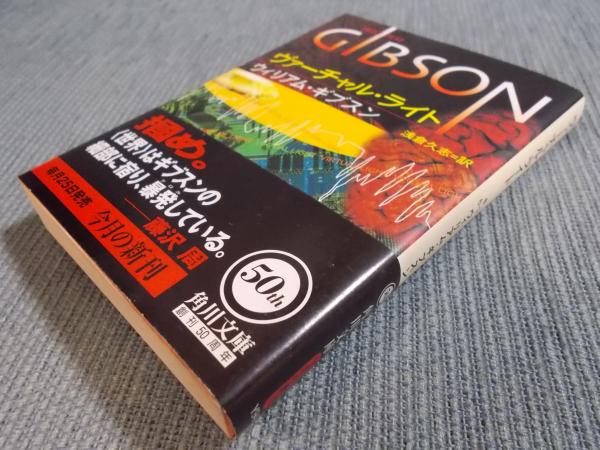 GIBSON
ヴァーチャル・ライト
ウィリアム・ギブスン
浅倉久志=訳
掴め。
〈世界〉はギブスンの
細部に宿り、暴発している。
——藤沢 周
毎月25日発売
今月の新刊
50th
角川文庫
創刊50周年